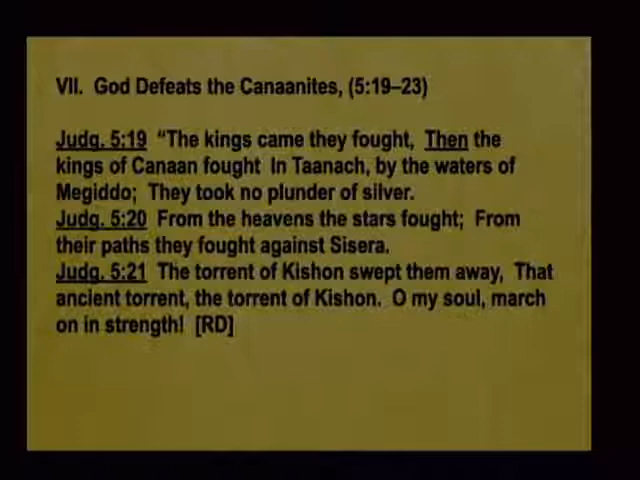 VII. God Defeats the Canaanites, (5:19–23)
Judg. 5:19 “The kings came they fought, Then the
kings of Canaan fought In Taanach, by the waters of
Megiddo; They took no plunder of silver.
Judg. 5:20 From the heavens the stars fought; From
their paths they fought against Sisera.
Judg. 5:21 The torrent of Kishon swept them away, That
ancient torrent, the torrent of Kishon. O my soul, march
on in strength! [RD]